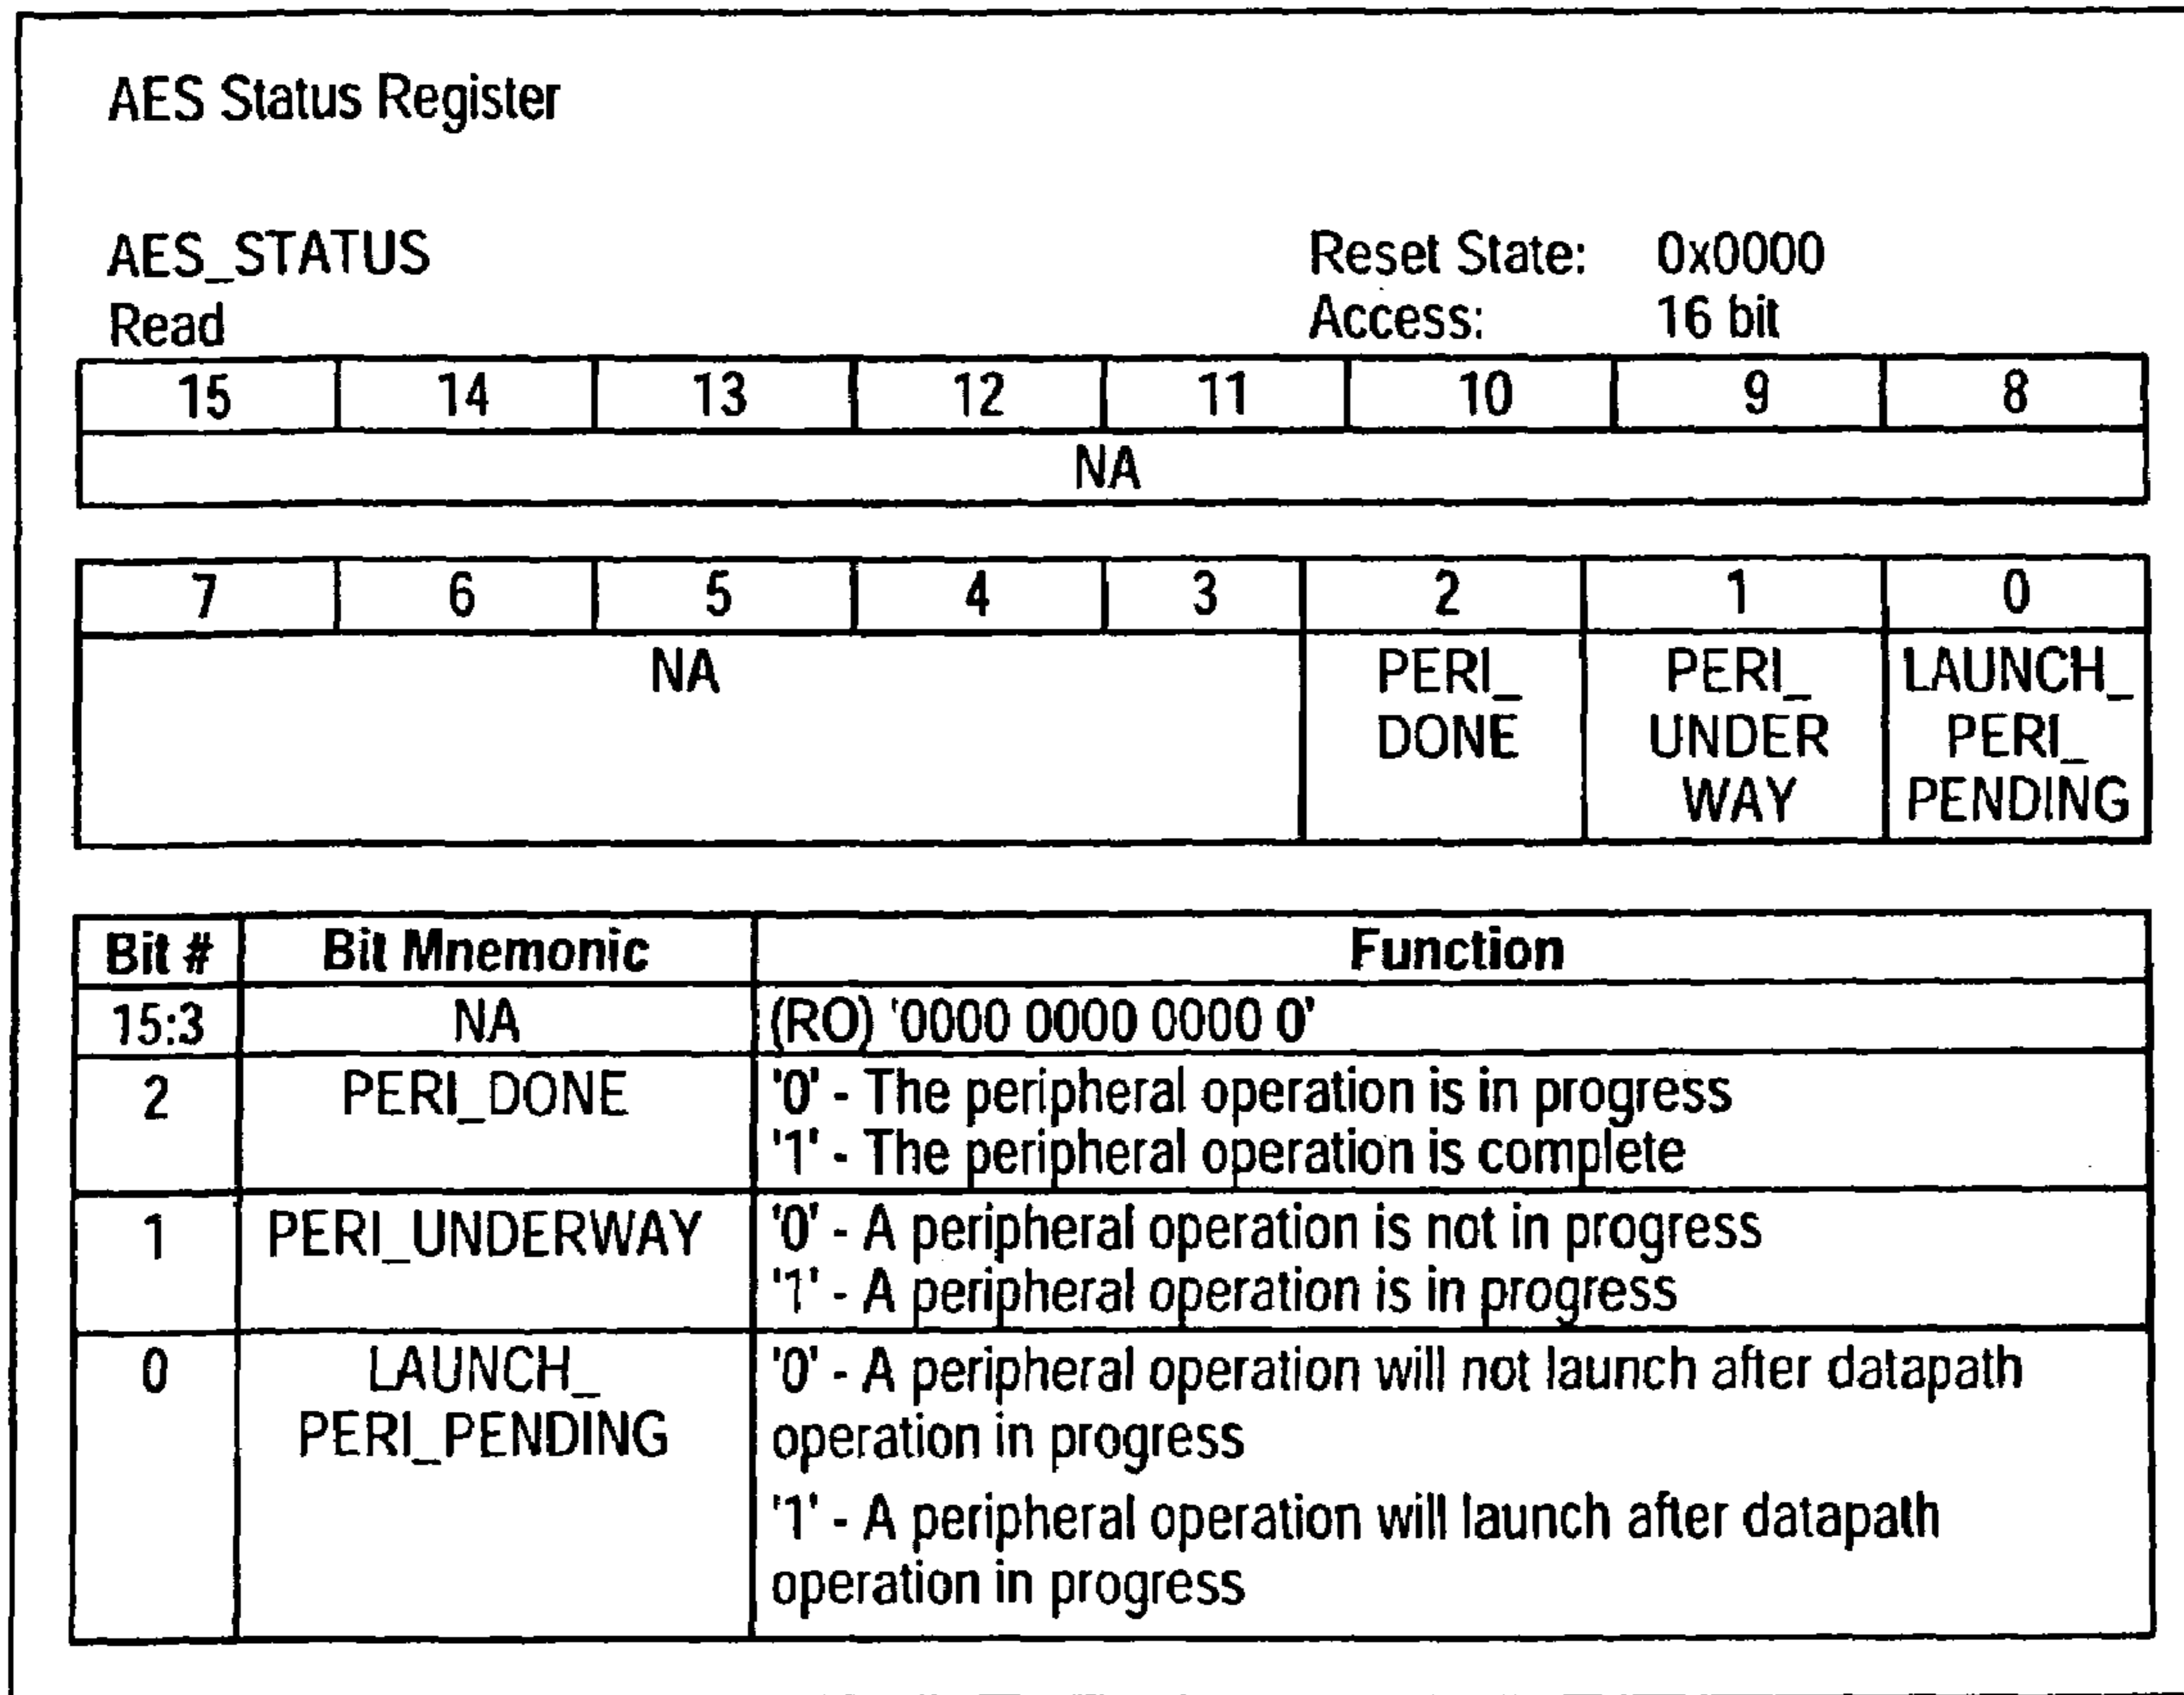 AES Status Register
AES_STATUS Reset State: 0x0000
Read Access: 16 bit
15 14 13 12 11 10 9 8
NA
7 6 5 4 3 2 1 0
NA PERI_ PERI_ LAUNCH_
DONE UNDER PERI_
WAY PENDING
Bit # Bit Mnemonic Function
15:3 NA (RO) '0000 0000 0000 0'
2 PERI_DONE '0' - The peripheral operation is in progress
'1' - The peripheral operation is complete
1 PERI_UNDERWAY '0' - A peripheral operation is not in progress
'1' - A peripheral operation is in progress
0 LAUNCH_ '0' - A peripheral operation will not launch after datapath
PERI_PENDING operation in progress
'1' - A peripheral operation will launch after datapath
operation in progress